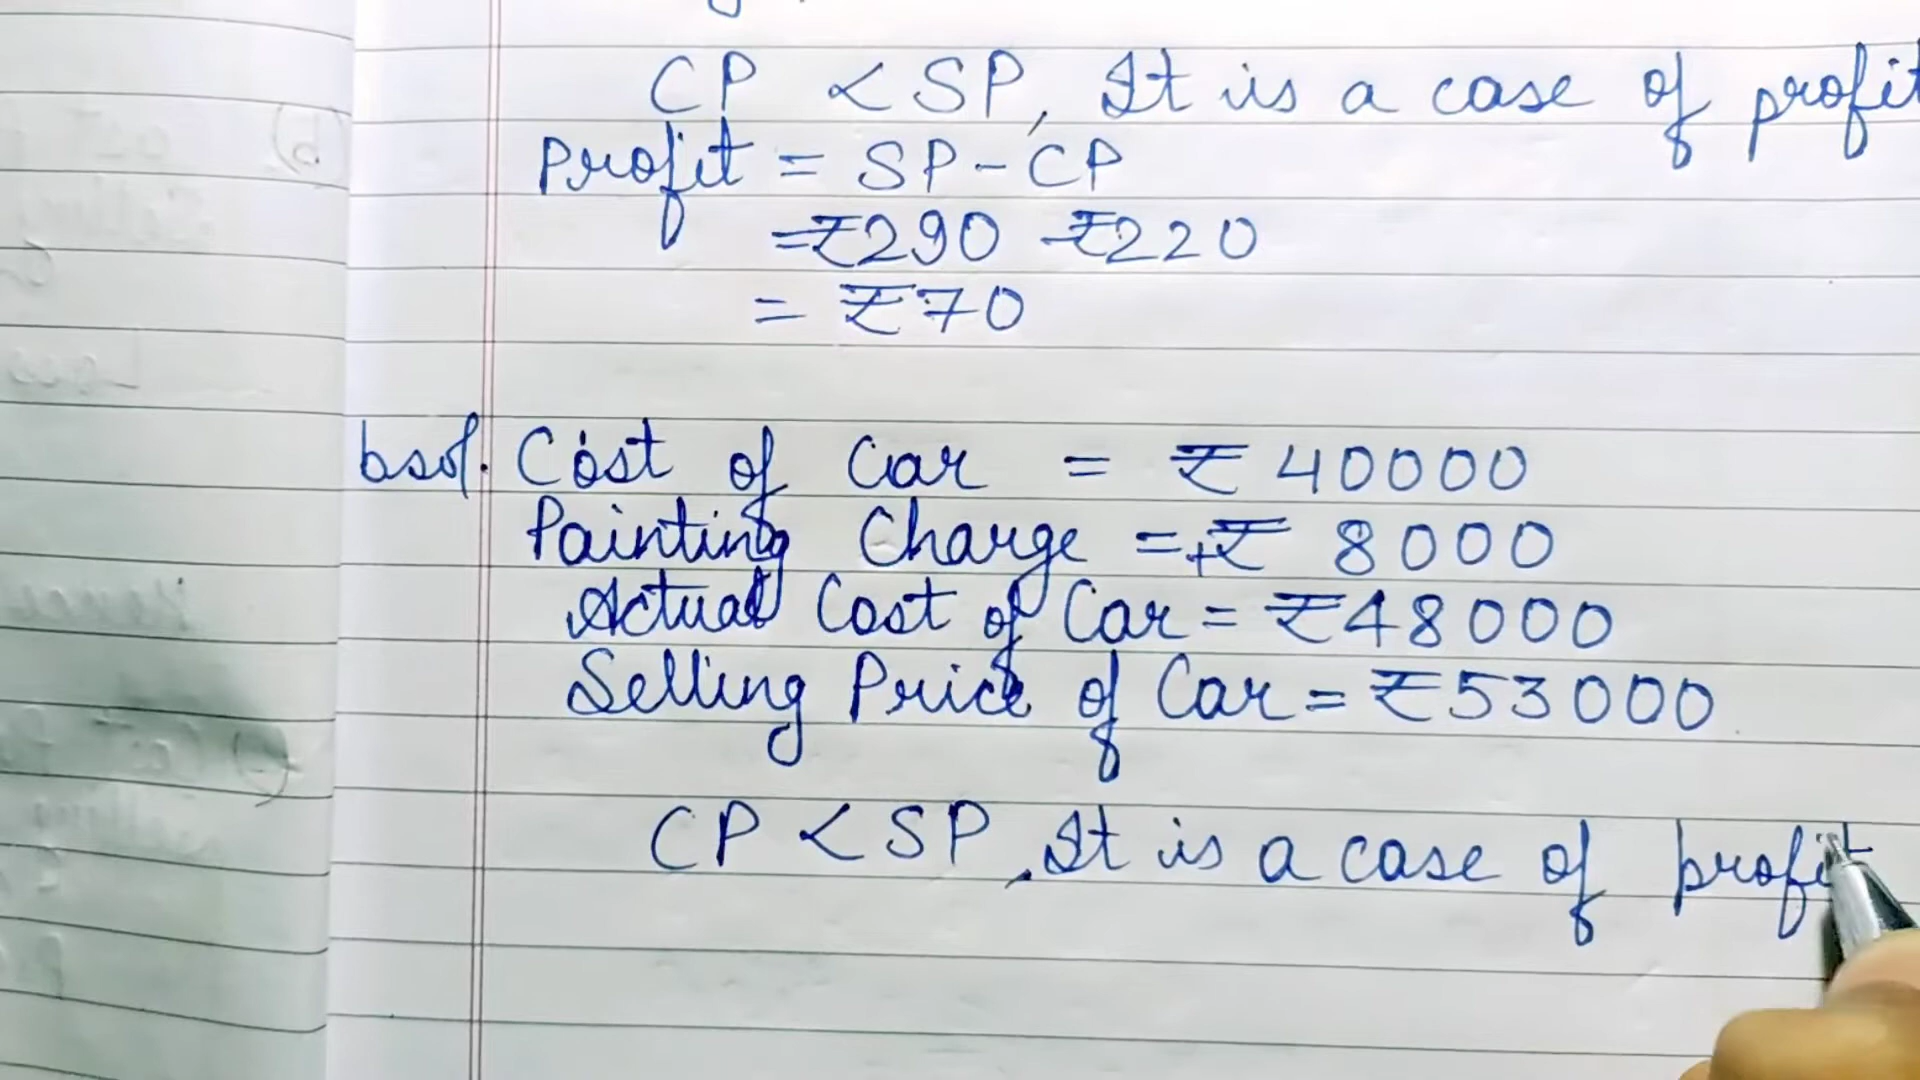 CP < SP, It is a case of profit
Profit = SP - CP
= ₹290 - ₹220
= ₹70
bsol. Cost of Car = ₹ 40000
Painting Charge = + ₹ 8000
Actual Cost of Car = ₹48000
Selling Price of Car = ₹53000
CP < SP, It is a case of profit